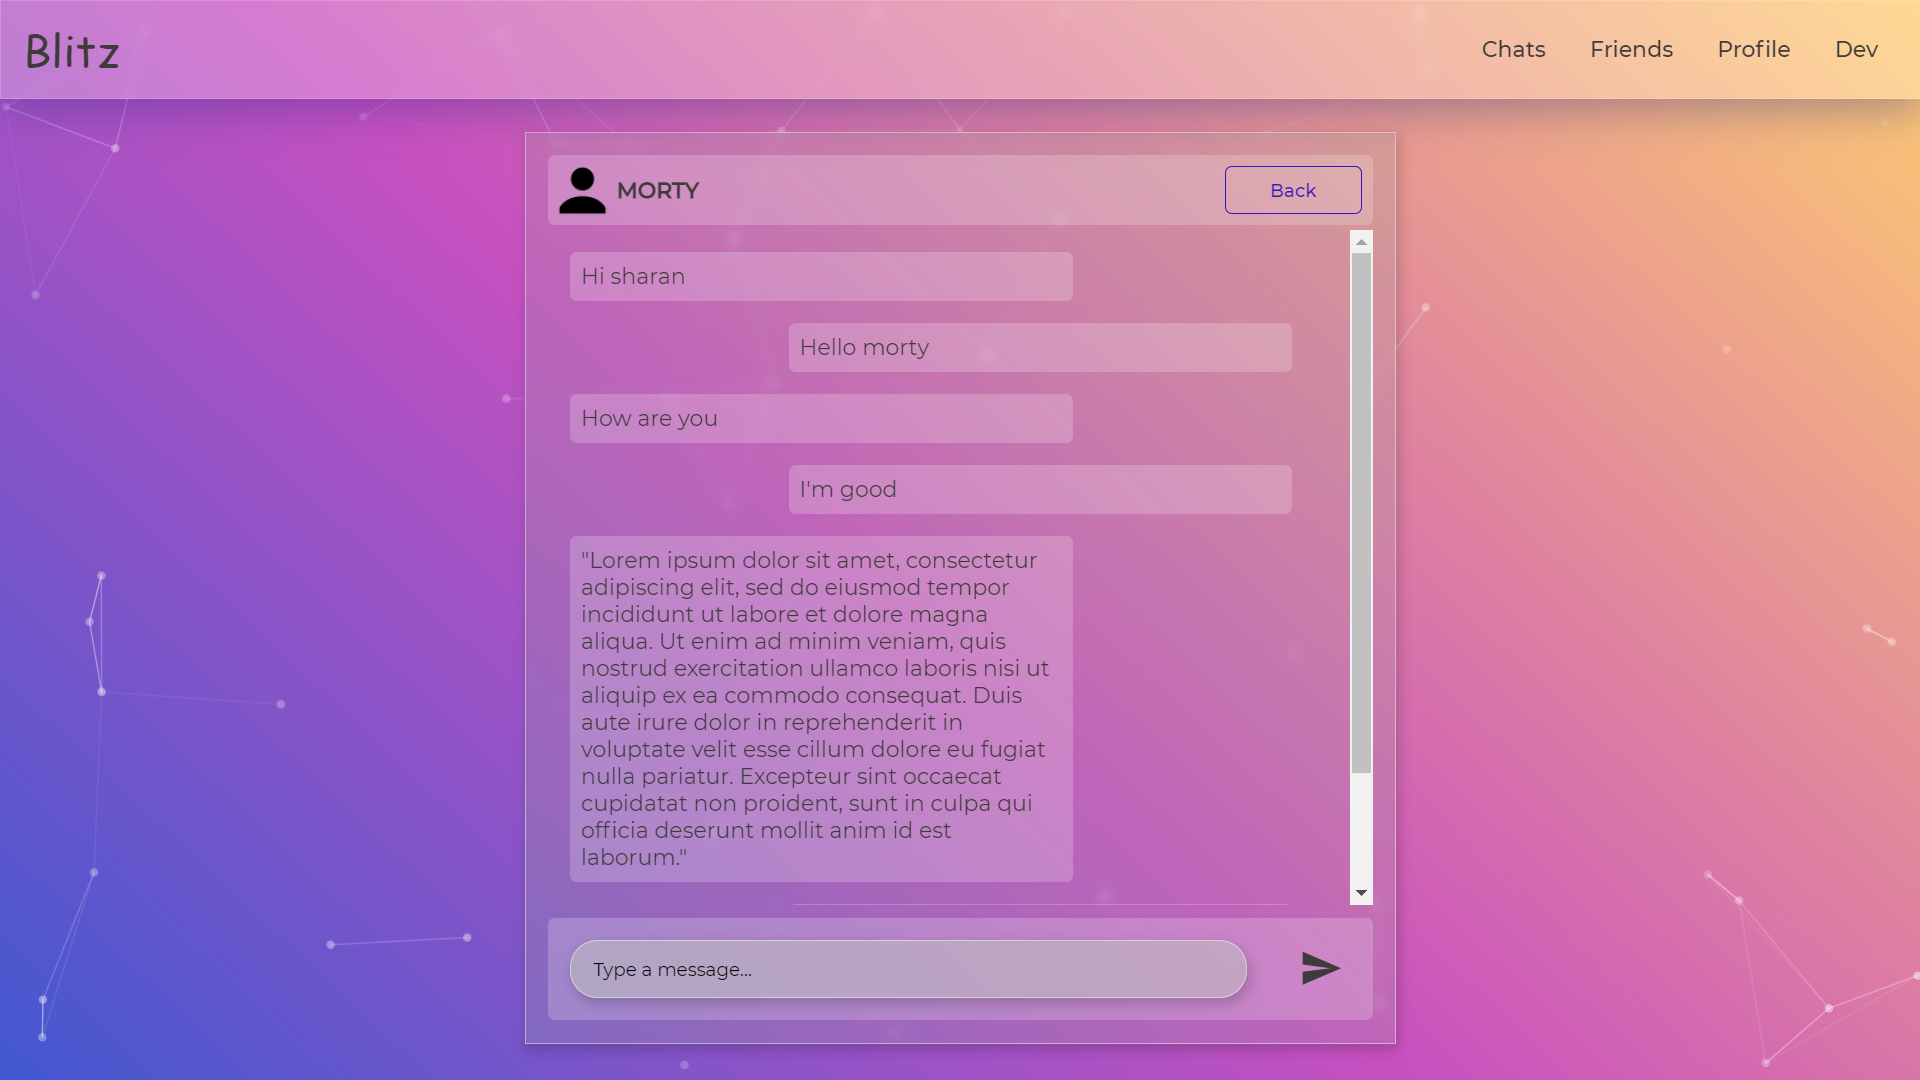 Blitz
Chats
Friends
Profile
Dev
MORTY
Back
Hi sharan
Hello morty
How are you
I'm good
"Lorem ipsum dolor sit amet, consectetur
adipiscing elit, sed do eiusmod tempor
incididunt ut labore et dolore magna
aliqua. Ut enim ad minim veniam, quis
nostrud exercitation ullamco laboris nisi ut
aliquip ex ea commodo consequat. Duis
aute irure dolor in reprehenderit in
voluptate velit esse cillum dolore eu fugiat
nulla pariatur. Excepteur sint occaecat
cupidatat non proident, sunt in culpa qui
officia deserunt mollit anim id est
laborum."
Type a message...